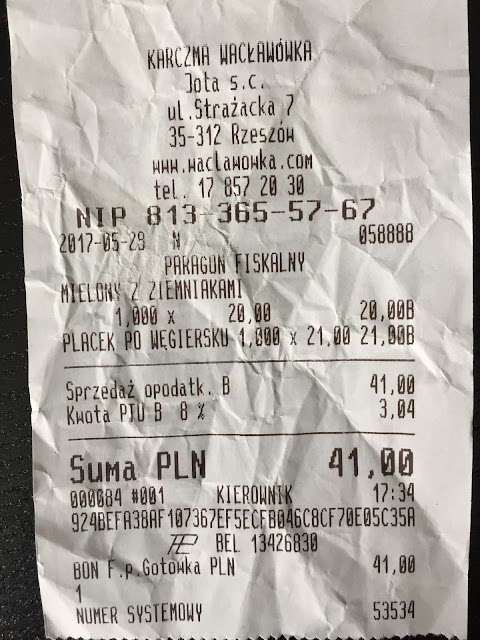 KARCZMA WACŁAWÓWKA
Jota s.c.
ul.Strażacka 7
35-312 Rzeszów
www.waclawowka.com
tel. 17 857 20 30
NIP 813-365-57-67
2017-05-29 N 058888
PARAGON FISKALNY
MIELONY Z ZIEMNIAKAMI
1,000 x 20,00 20,00B
PLACEK PO WĘGIERSKU 1,000 x 21,00 21,00B
Sprzedaż opodatk. B 41,00
Kwota PTU B 8 % 3,04
Suma PLN 41,00
000084 #001 KIEROWNIK 17:34
924BEFA38AF107367EF5ECFB046C8CF70E05C35A
BEL 13426830
BON F.p.Gotówka PLN 41,00
1
NUMER SYSTEMOWY 53534